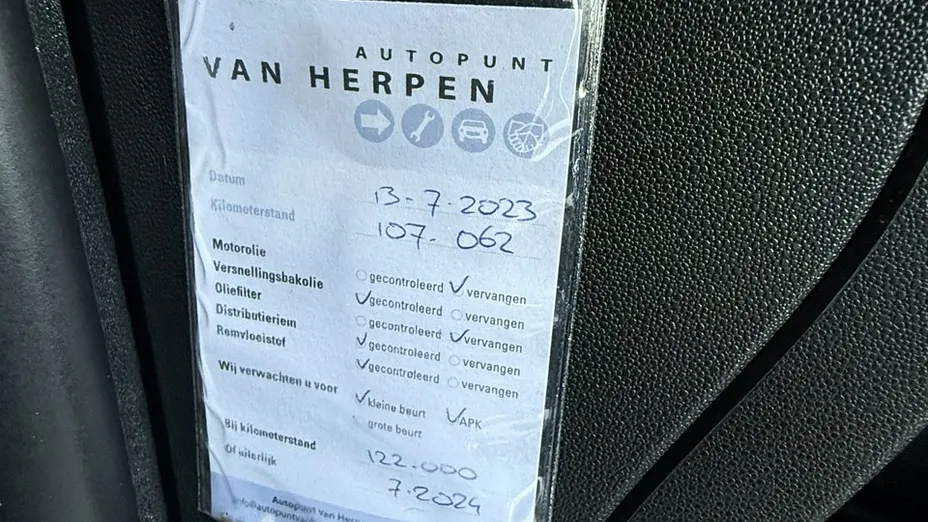 AUTOPUNT
VAN HERPEN
Datum 13-7-2023
Kilometerstand 107.062
Motorolie gecontroleerd ✓ vervangen
Versnellingsbakolie ✓ gecontroleerd vervangen
Oliefilter gecontroleerd ✓ vervangen
Distributieriem ✓ gecontroleerd vervangen
Remvloeistof ✓ gecontroleerd vervangen
Wij verwachten u voor ✓ kleine beurt ✓ APK
grote beurt
Bij kilometerstand 122.000
Of uiterlijk 7.2024
Autopunt van